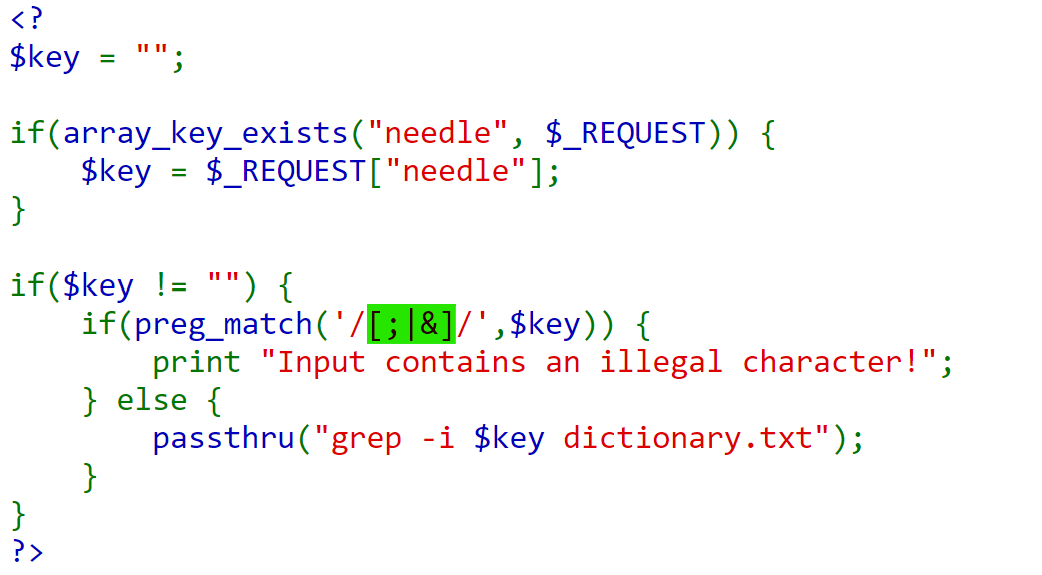 <?
$key = "";
if(array_key_exists("needle", $_REQUEST)) {
    $key = $_REQUEST["needle"];
}
if($key != "") {
    if(preg_match('/[;|&]/',$key)) {
        print "Input contains an illegal character!";
    } else {
        passthru("grep -i $key dictionary.txt");
    }
}
?>